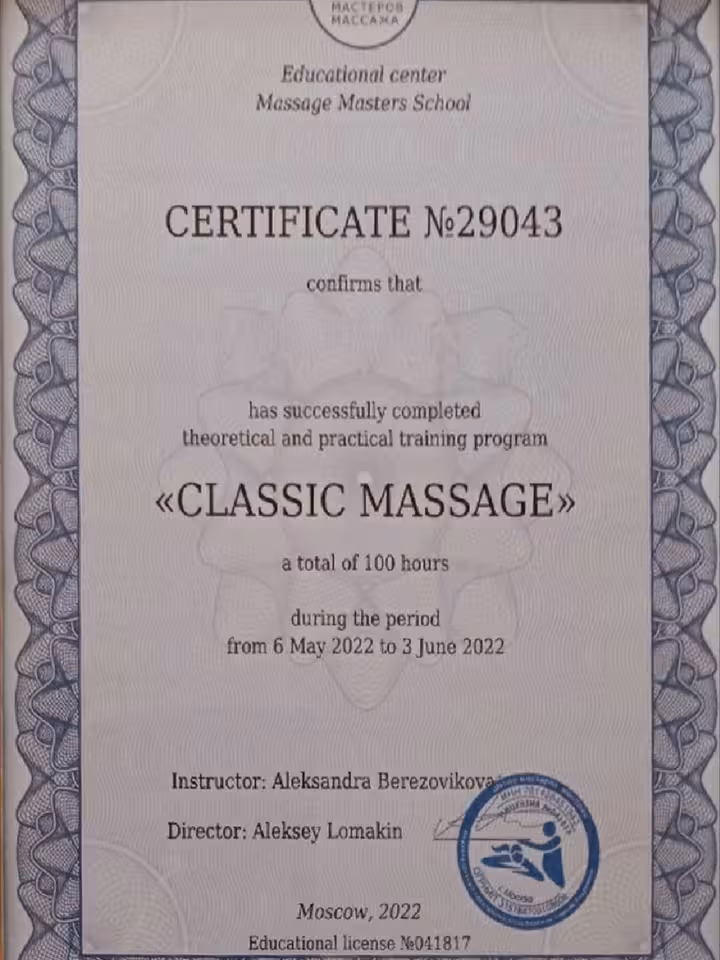 МАСТЕРОВ
МАССАЖА
Educational center
Massage Masters School
CERTIFICATE №29043
confirms that
has successfully completed
theoretical and practical training program
«CLASSIC MASSAGE»
a total of 100 hours
during the period
from 6 May 2022 to 3 June 2022
Instructor: Aleksandra Berezovikova
Director: Aleksey Lomakin
г. Москва
Moscow, 2022
Educational license №041817